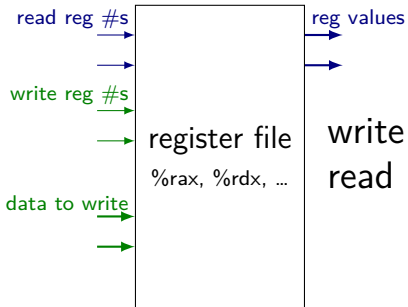 read reg #s
reg values
write reg #s
register file
%rax, %rdx, …
write
read
data to write